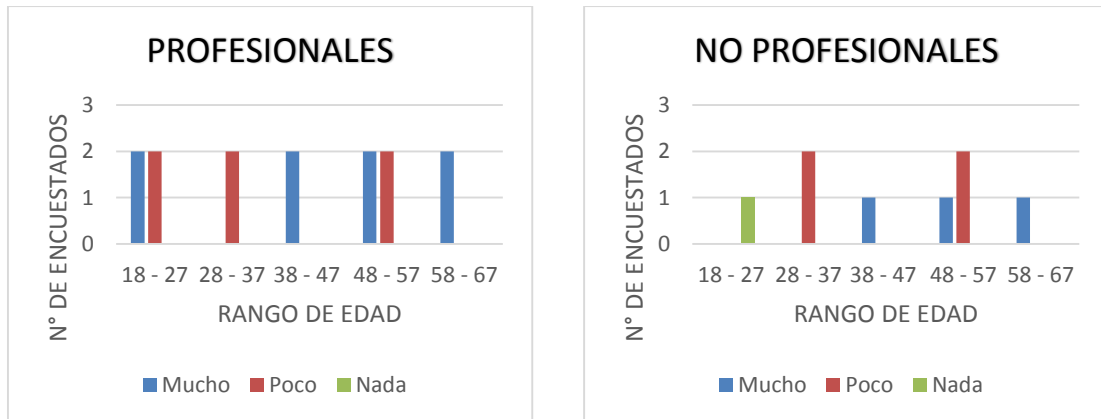 PROFESIONALES
N° DE ENCUESTADOS
3
2
1
0
18 - 27 28 - 37 38 - 47 48 - 57 58 - 67
RANGO DE EDAD
Mucho Poco Nada
NO PROFESIONALES
N° DE ENCUESTADOS
3
2
1
0
18 - 27 28 - 37 38 - 47 48 - 57 58 - 67
RANGO DE EDAD
Mucho Poco Nada